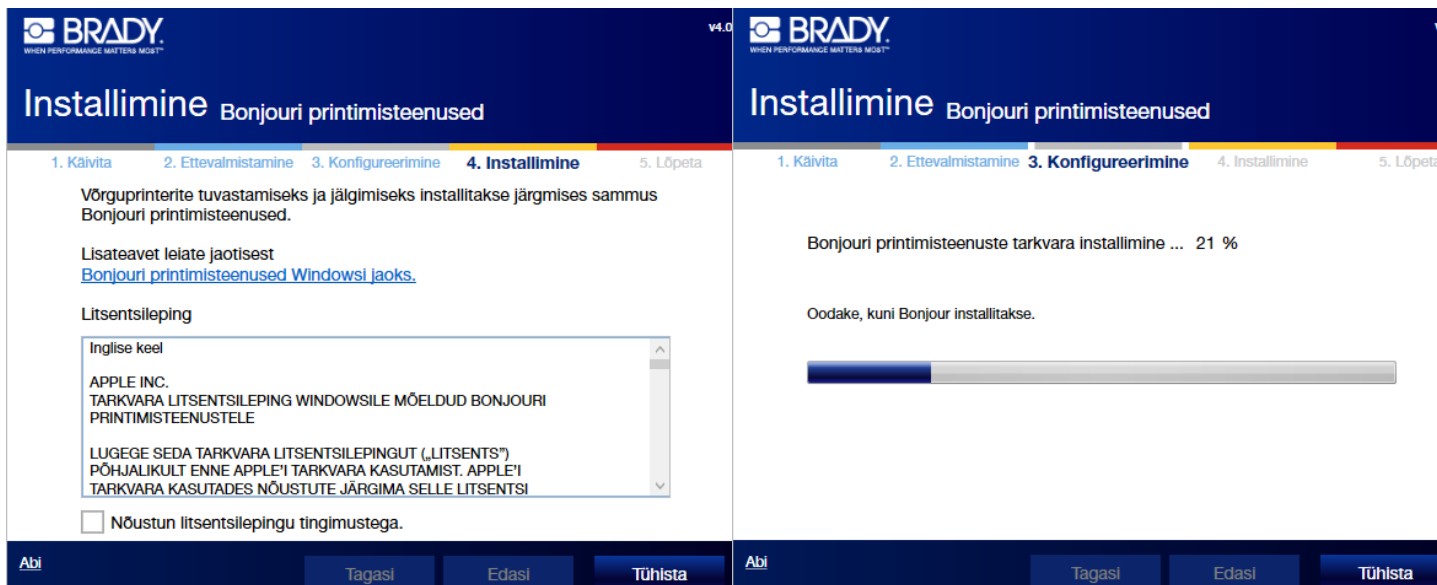 BRADY.
WHEN PERFORMANCE MATTERS MOST™
v4.0
Installimine Bonjouri printimisteenused
1. Käivita 2. Ettevalmistamine 3. Konfigureerimine 4. Installimine 5. Lõpeta
Võrguprinterite tuvastamiseks ja jälgimiseks installitakse järgmises sammus
Bonjouri printimisteenused.
Lisateavet leiate jaotisest
Bonjouri printimisteenused Windowsi jaoks.
Litsentsileping
Inglise keel
APPLE INC.
TARKVARA LITSENTSILEPING WINDOWSILE MÕELDUD BONJOURI
PRINTIMISTEENUSTELE
LUGEGE SEDA TARKVARA LITSENTSILEPINGUT („LITSENTS”)
PÕHJALIKULT ENNE APPLE'I TARKVARA KASUTAMIST. APPLE'I
TARKVARA KASUTADES NÕUSTUTE JÄRGIMA SELLE LITSENTSI
Nõustun litsentsilepingu tingimustega.
Abi
Tagasi Edasi Tühista
BRADY.
WHEN PERFORMANCE MATTERS MOST™
Installimine Bonjouri printimisteenused
1. Käivita 2. Ettevalmistamine 3. Konfigureerimine 4. Installimine 5. Lõpeta
Bonjouri printimisteenuste tarkvara installimine ... 21 %
Oodake, kuni Bonjour installitakse.
Abi
Tagasi Edasi Tühista